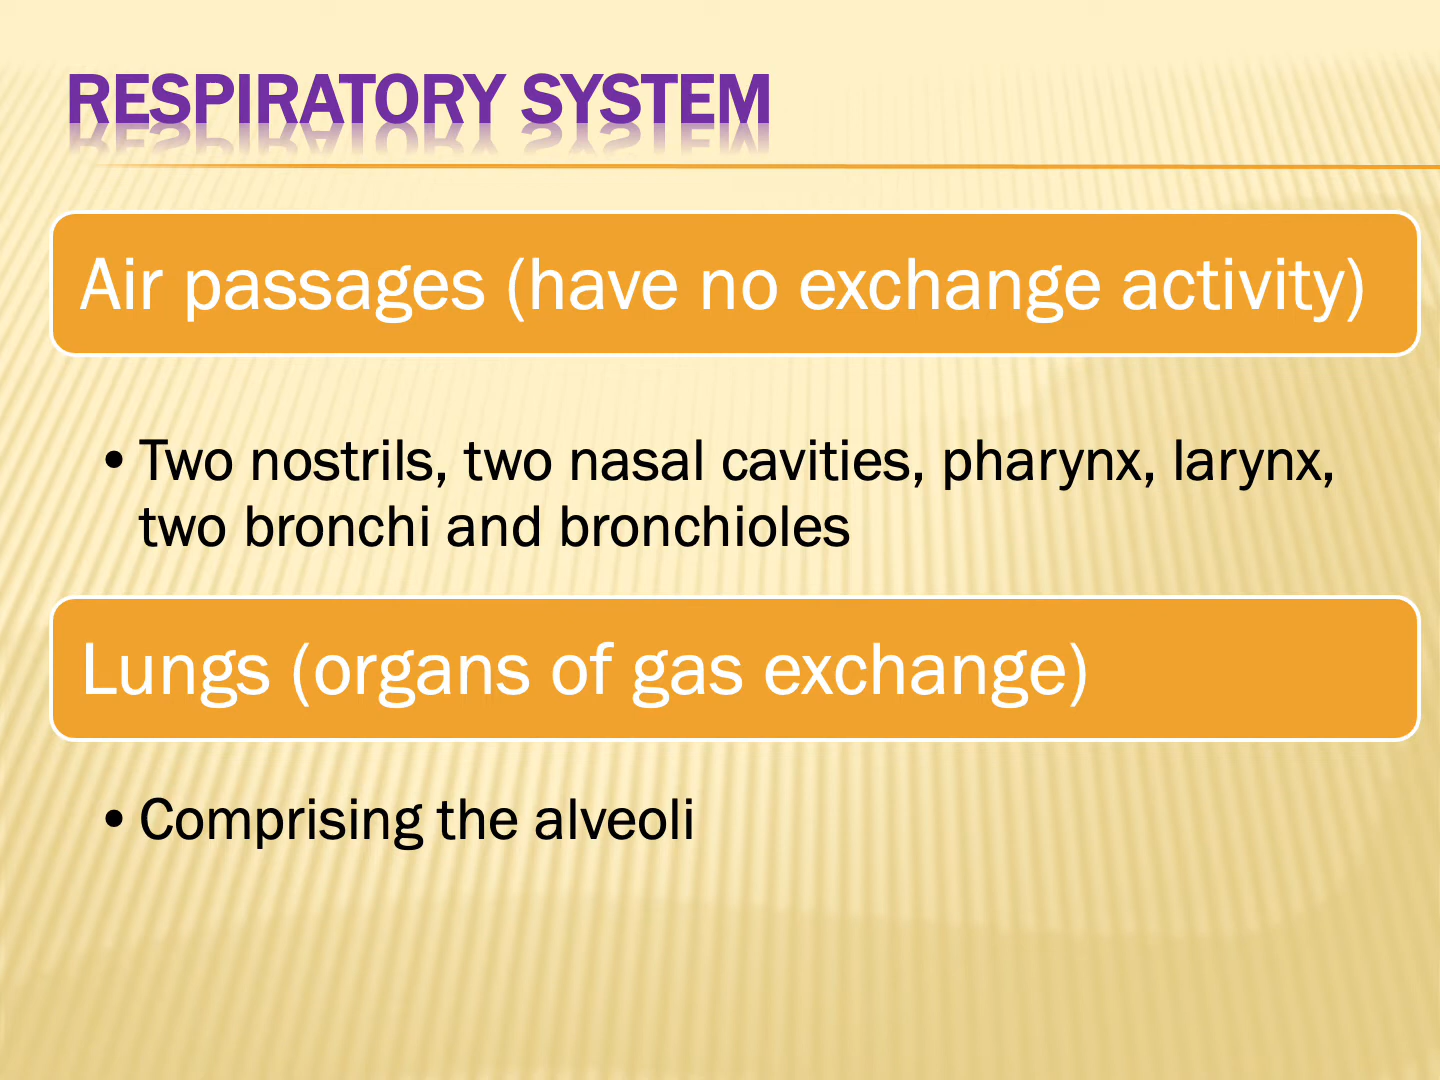 RESPIRATORY SYSTEM
Air passages (have no exchange activity)
• Two nostrils, two nasal cavities, pharynx, larynx,
two bronchi and bronchioles
Lungs (organs of gas exchange)
• Comprising the alveoli